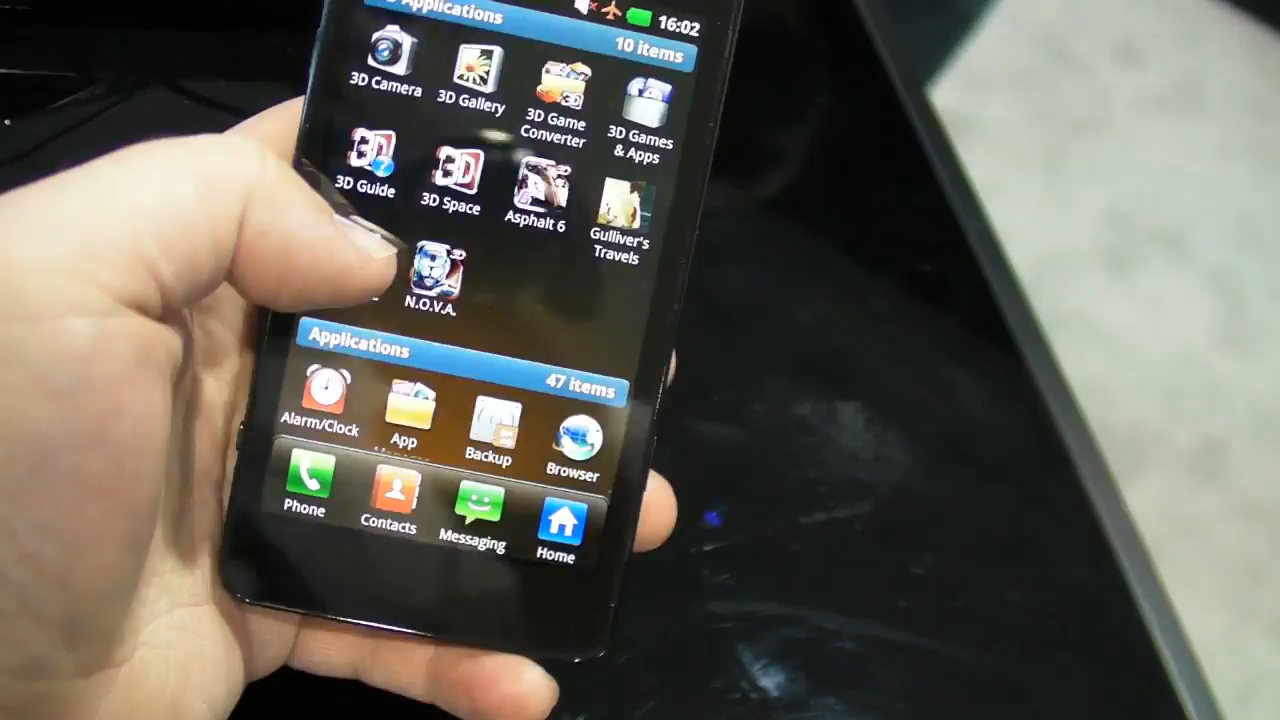 16:02
Applications
10 items
3D Camera
3D Gallery
3D Game
Converter
3D Games
& Apps
3D Guide
3D Space
Asphalt 6
Gulliver's
Travels
N.O.V.A.
Applications
47 items
Alarm/Clock
App
Backup
Browser
Phone
Contacts
Messaging
Home